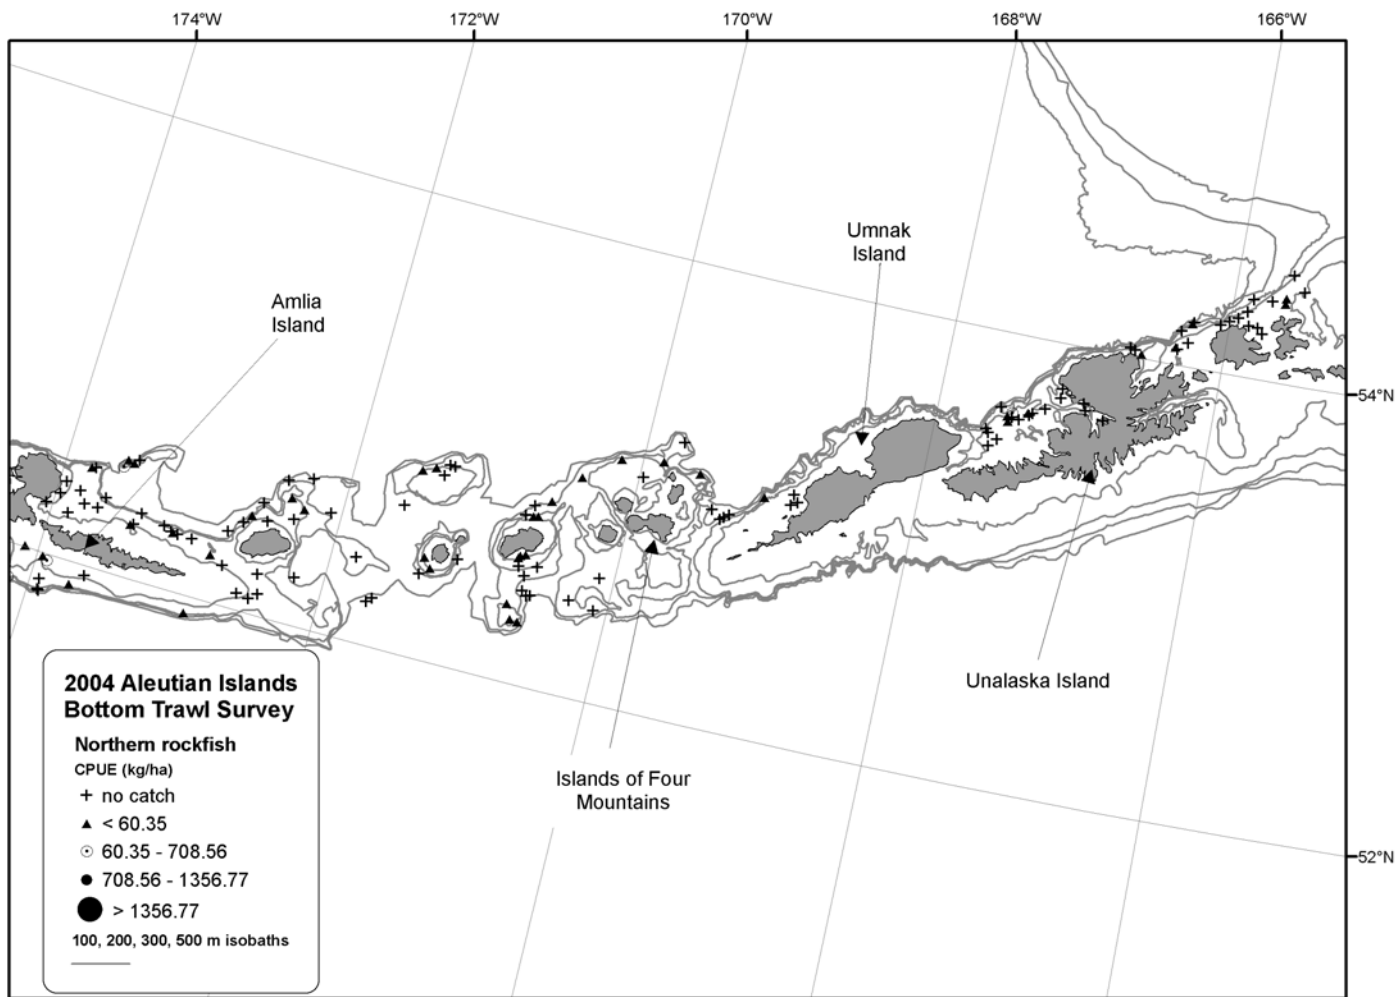 174°W
172°W
170°W
168°W
166°W
Umnak
Island
Amlia
Island
54°N
Unalaska Island
Islands of Four
Mountains
52°N
2004 Aleutian Islands
Bottom Trawl Survey
Northern rockfish
CPUE (kg/ha)
no catch
< 60.35
60.35 - 708.56
708.56 - 1356.77
> 1356.77
100, 200, 300, 500 m isobaths